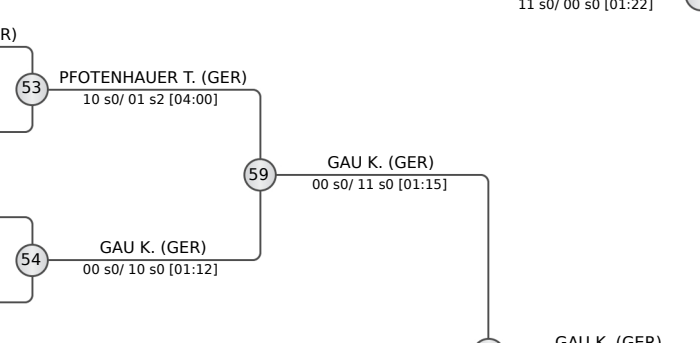 11 s0/ 00 s0 [01:22]
R)
53
PFOTENHAUER T. (GER)
10 s0/ 01 s2 [04:00]
59
GAU K. (GER)
00 s0/ 11 s0 [01:15]
54
GAU K. (GER)
00 s0/ 10 s0 [01:12]
GAU K. (GER)